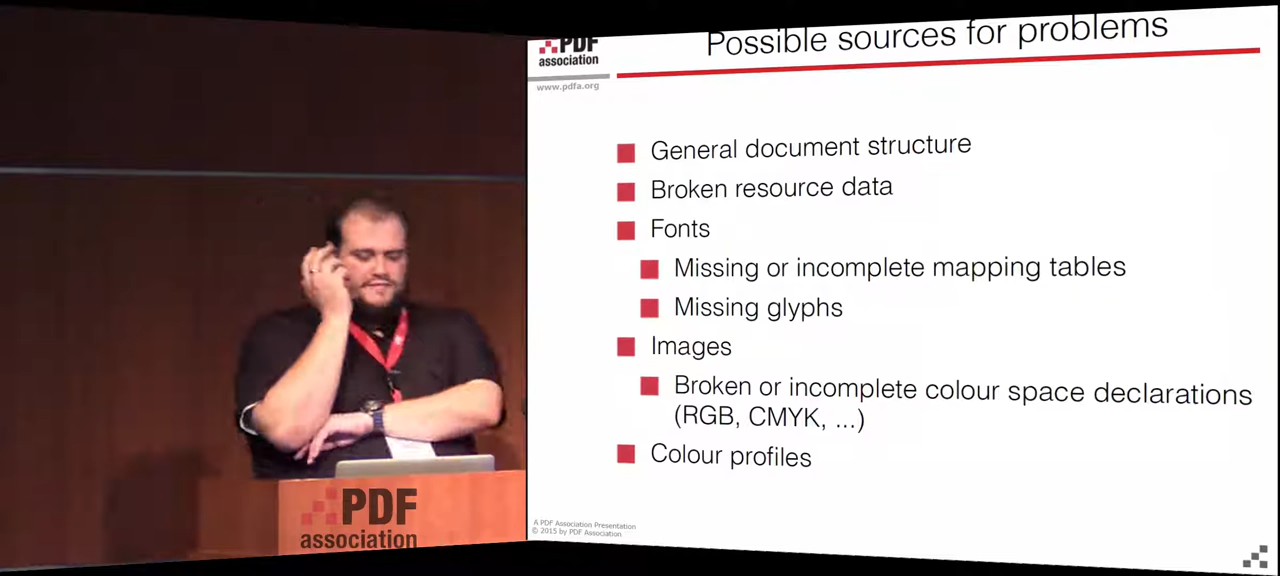 PDF
association
www.pdfa.org
Possible sources for problems
General document structure
Broken resource data
Fonts
Missing or incomplete mapping tables
Missing glyphs
Images
Broken or incomplete colour space declarations
(RGB, CMYK, ...)
Colour profiles
A PDF Association Presentation
© 2015 by PDF Association
PDF
association